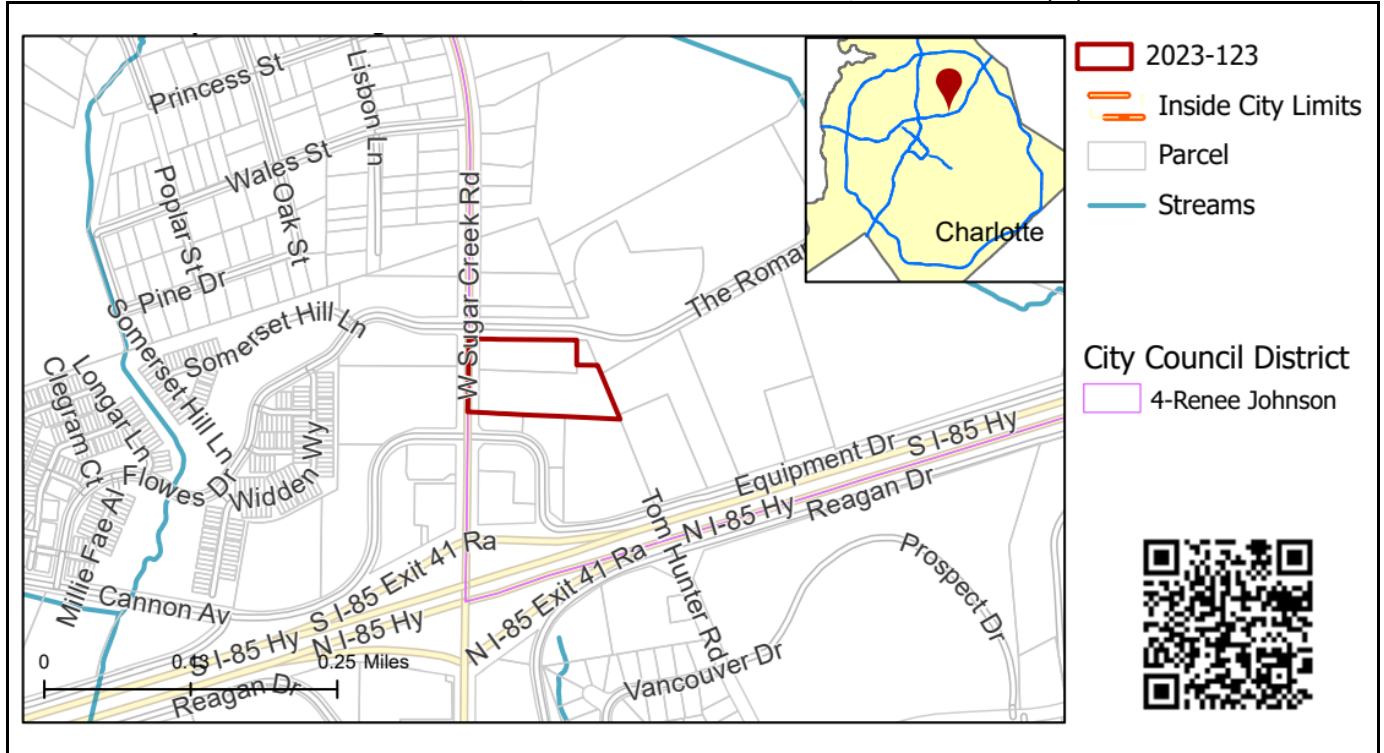 Princess St
Lisbon Ln
Wales St
Poplar St
Oak St
Pine Dr
W Sugar Creek Rd
The Roma
Somerset Hill Ln
Somerset Hill Ln
Longar Ln
Clegram Ct
Flowes Dr
Widden Wy
Millie Fae Al
Cannon Av
S I-85 Exit 41 Ra
S I-85 Hy
N I-85 Hy
N I-85 Exit 41 Ra
Reagan Dr
Equipment Dr
S I-85 Hy
N I-85 Hy
Reagan Dr
Tom Hunter Rd
Prospect Dr
Vancouver Dr
0
0.13
0.25 Miles
Charlotte
2023-123
Inside City Limits
Parcel
Streams
City Council District
4-Renee Johnson